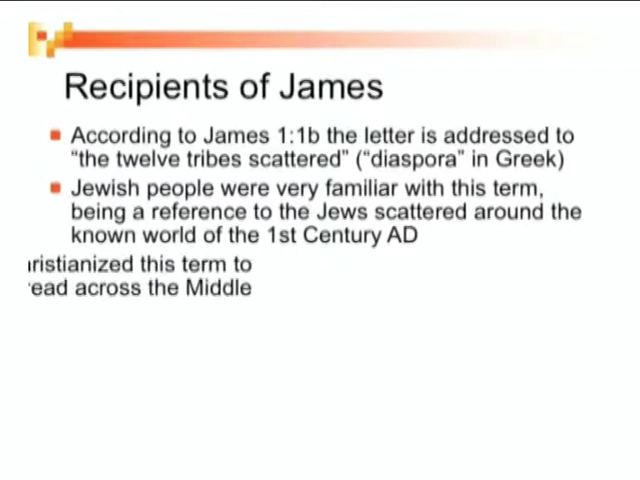 Recipients of James
According to James 1:1b the letter is addressed to
“the twelve tribes scattered” (“diaspora” in Greek)
Jewish people were very familiar with this term,
being a reference to the Jews scattered around the
known world of the 1st Century AD
ristianized this term to
ead across the Middle